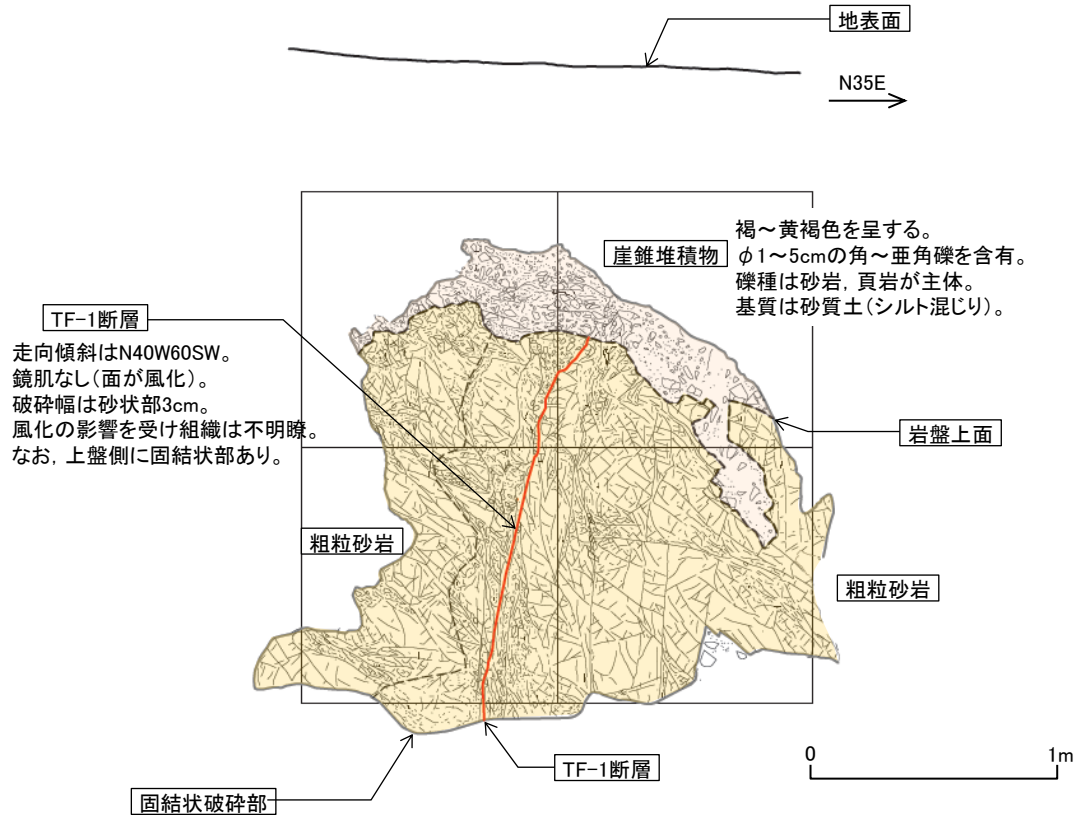 地表面
N35E
褐～黄褐色を呈する。
崖錐堆積物
φ1～5cmの角～亜角礫を含有。
礫種は砂岩，頁岩が主体。
基質は砂質土(シルト混じり)。
TF-1断層
走向傾斜はN40W60SW。
鏡肌なし(面が風化)。
破砕幅は砂状部3cm。
風化の影響を受け組織は不明瞭。
なお，上盤側に固結状部あり。
岩盤上面
粗粒砂岩
粗粒砂岩
0
1m
TF-1断層
固結状破砕部